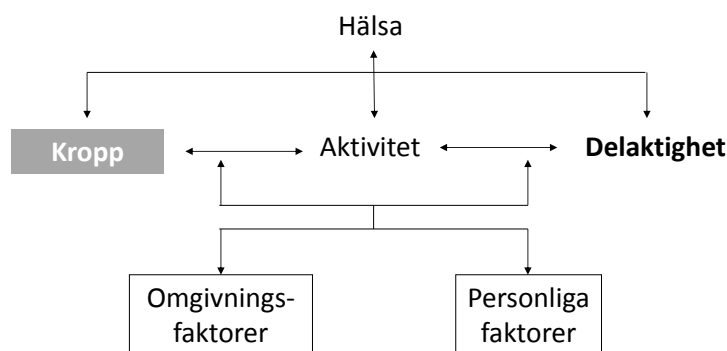 Hälsa
Kropp
Aktivitet
Delaktighet
Omgivnings-
faktorer
Personliga
faktorer